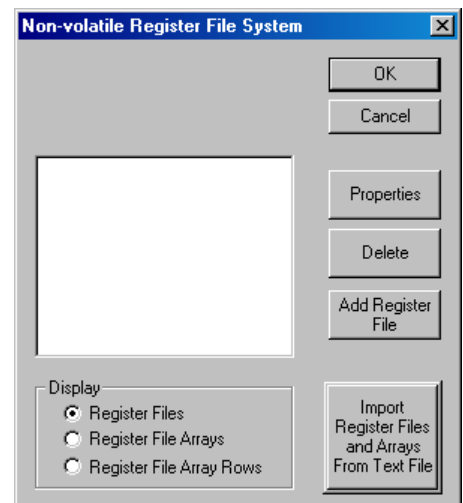 Non-volatile Register File System
OK
Cancel
Properties
Delete
Add Register
File
Display
Register Files
Register File Arrays
Register File Array Rows
Import
Register Files
and Arrays
From Text File